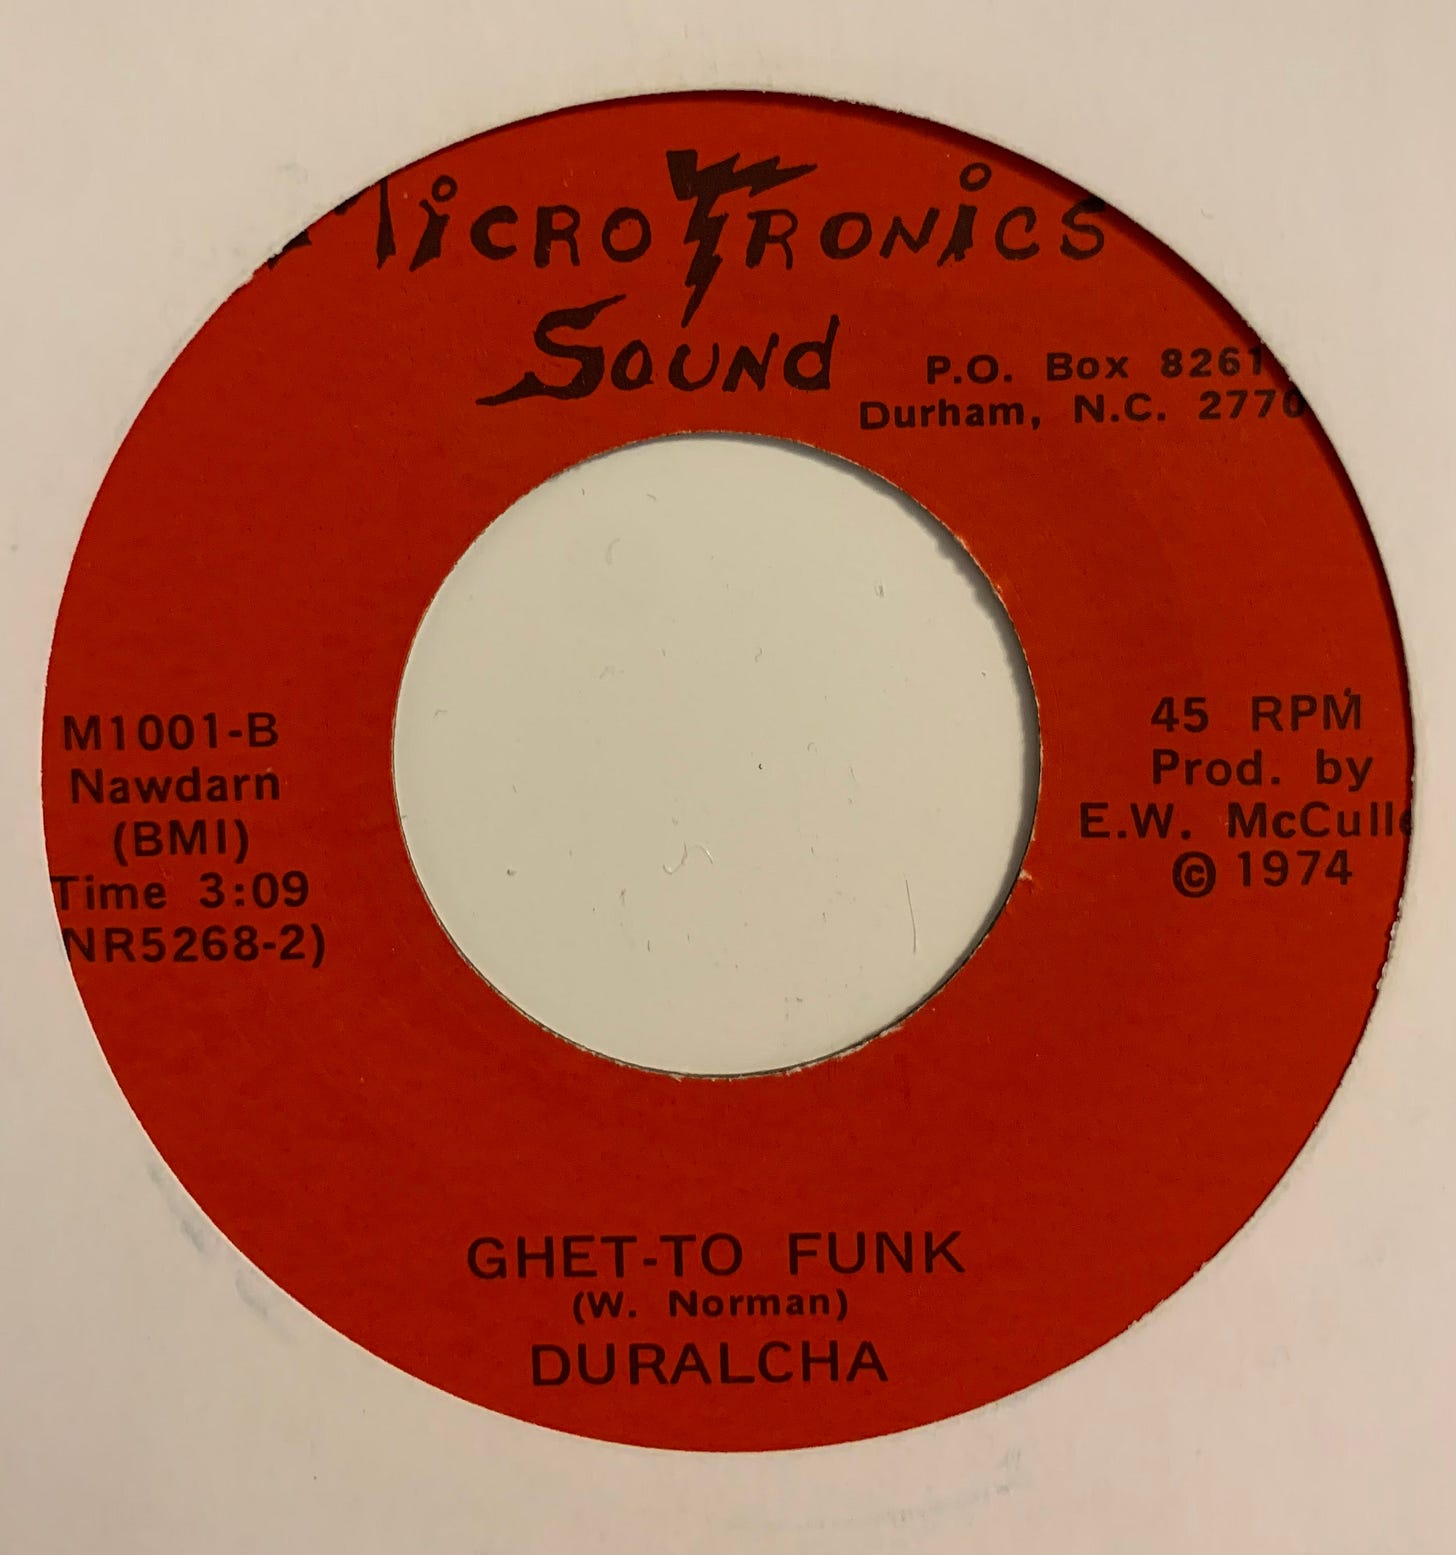 MicroTronics
Sound
P.O. Box 8261
Durham, N.C. 2770
M1001-B
Nawdarn
(BMI)
Time 3:09
NR5268-2)
45 RPM
Prod. by
E.W. McCull
© 1974
GHET-TO FUNK
(W. Norman)
DURALCHA